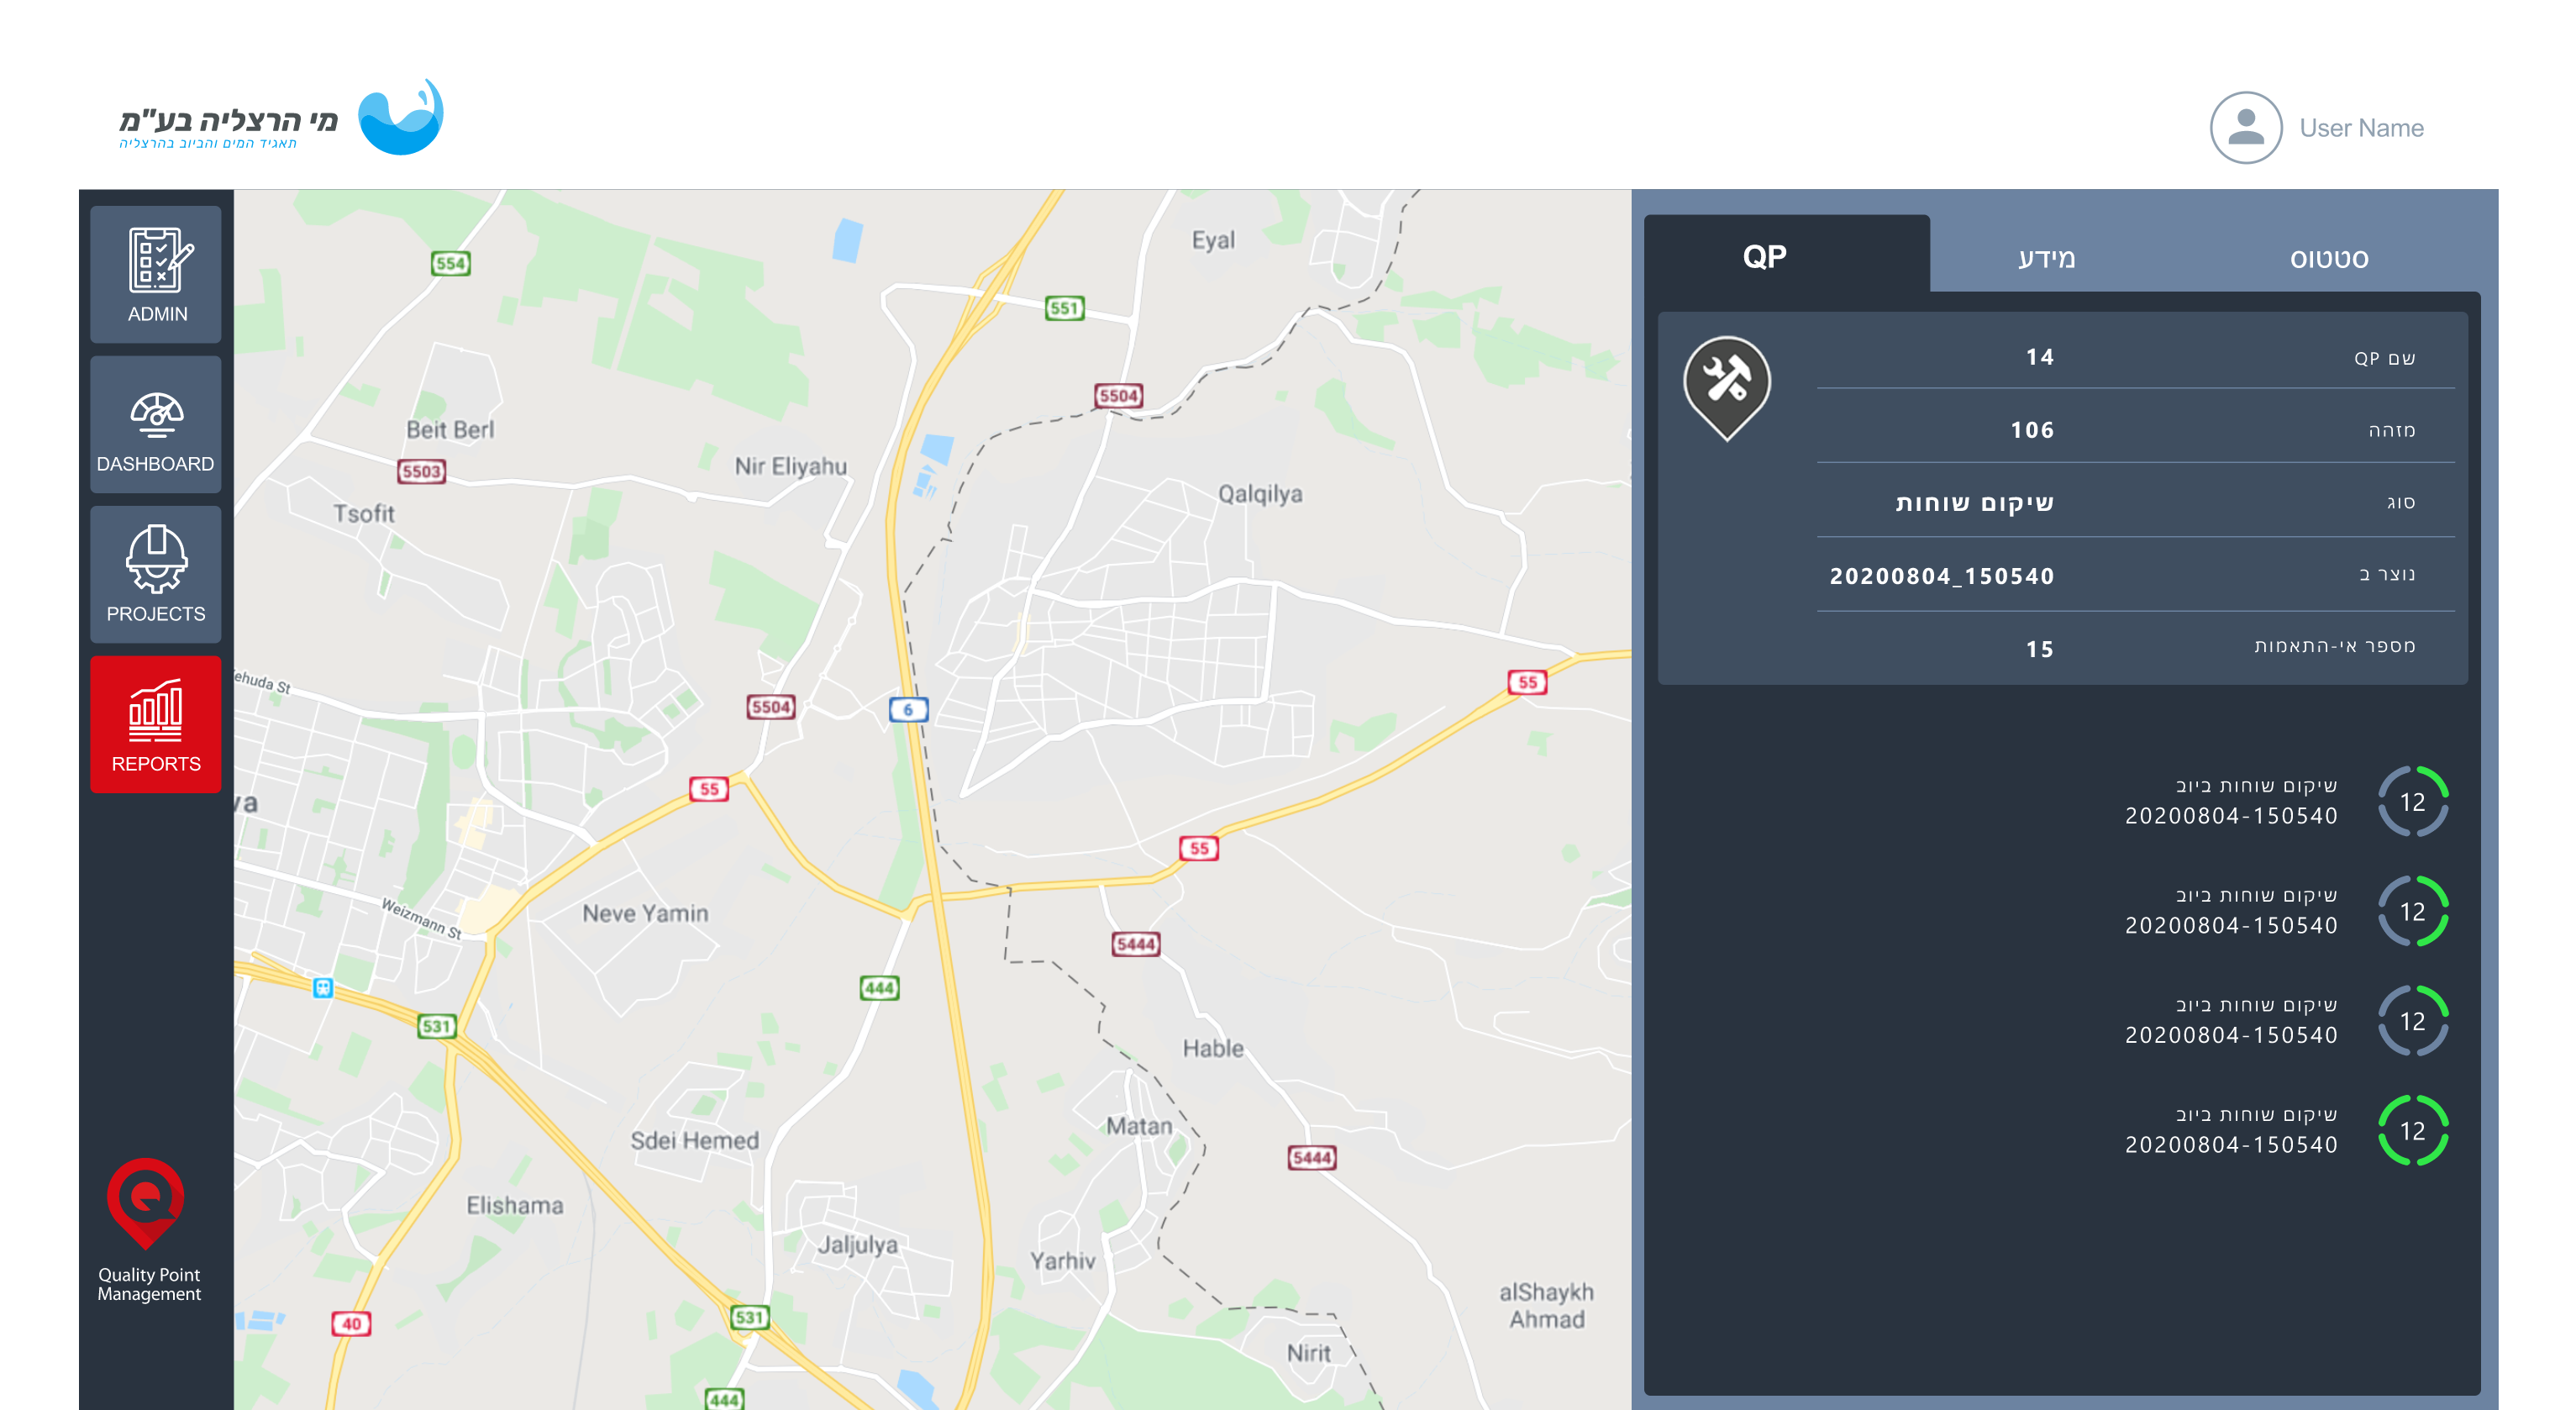 מי הרצליה בע"מ
תאגיד המים והביוב בהרצליה
User Name
ADMIN
DASHBOARD
PROJECTS
REPORTS
Quality Point
Management
554
Eyal
551
5504
Beit Berl
5503
Nir Eliyahu
Tsofit
Qalqilya
ehuda St
55
5504
6
55
va
55
Weizmann St
Neve Yamin
5444
444
531
Hable
Matan
Sdei Hemed
5444
Elishama
Jaljulya
Yarhiv
alShaykh
Ahmad
40
531
Nirit
444
סטטוס
מידע
QP
שם QP
14
מזהה
106
סוג
שיקום שוחות
נוצר ב
20200804_150540
מספר אי-התאמות
15
12
שיקום שוחות ביוב
20200804-150540
12
שיקום שוחות ביוב
20200804-150540
12
שיקום שוחות ביוב
20200804-150540
12
שיקום שוחות ביוב
20200804-150540